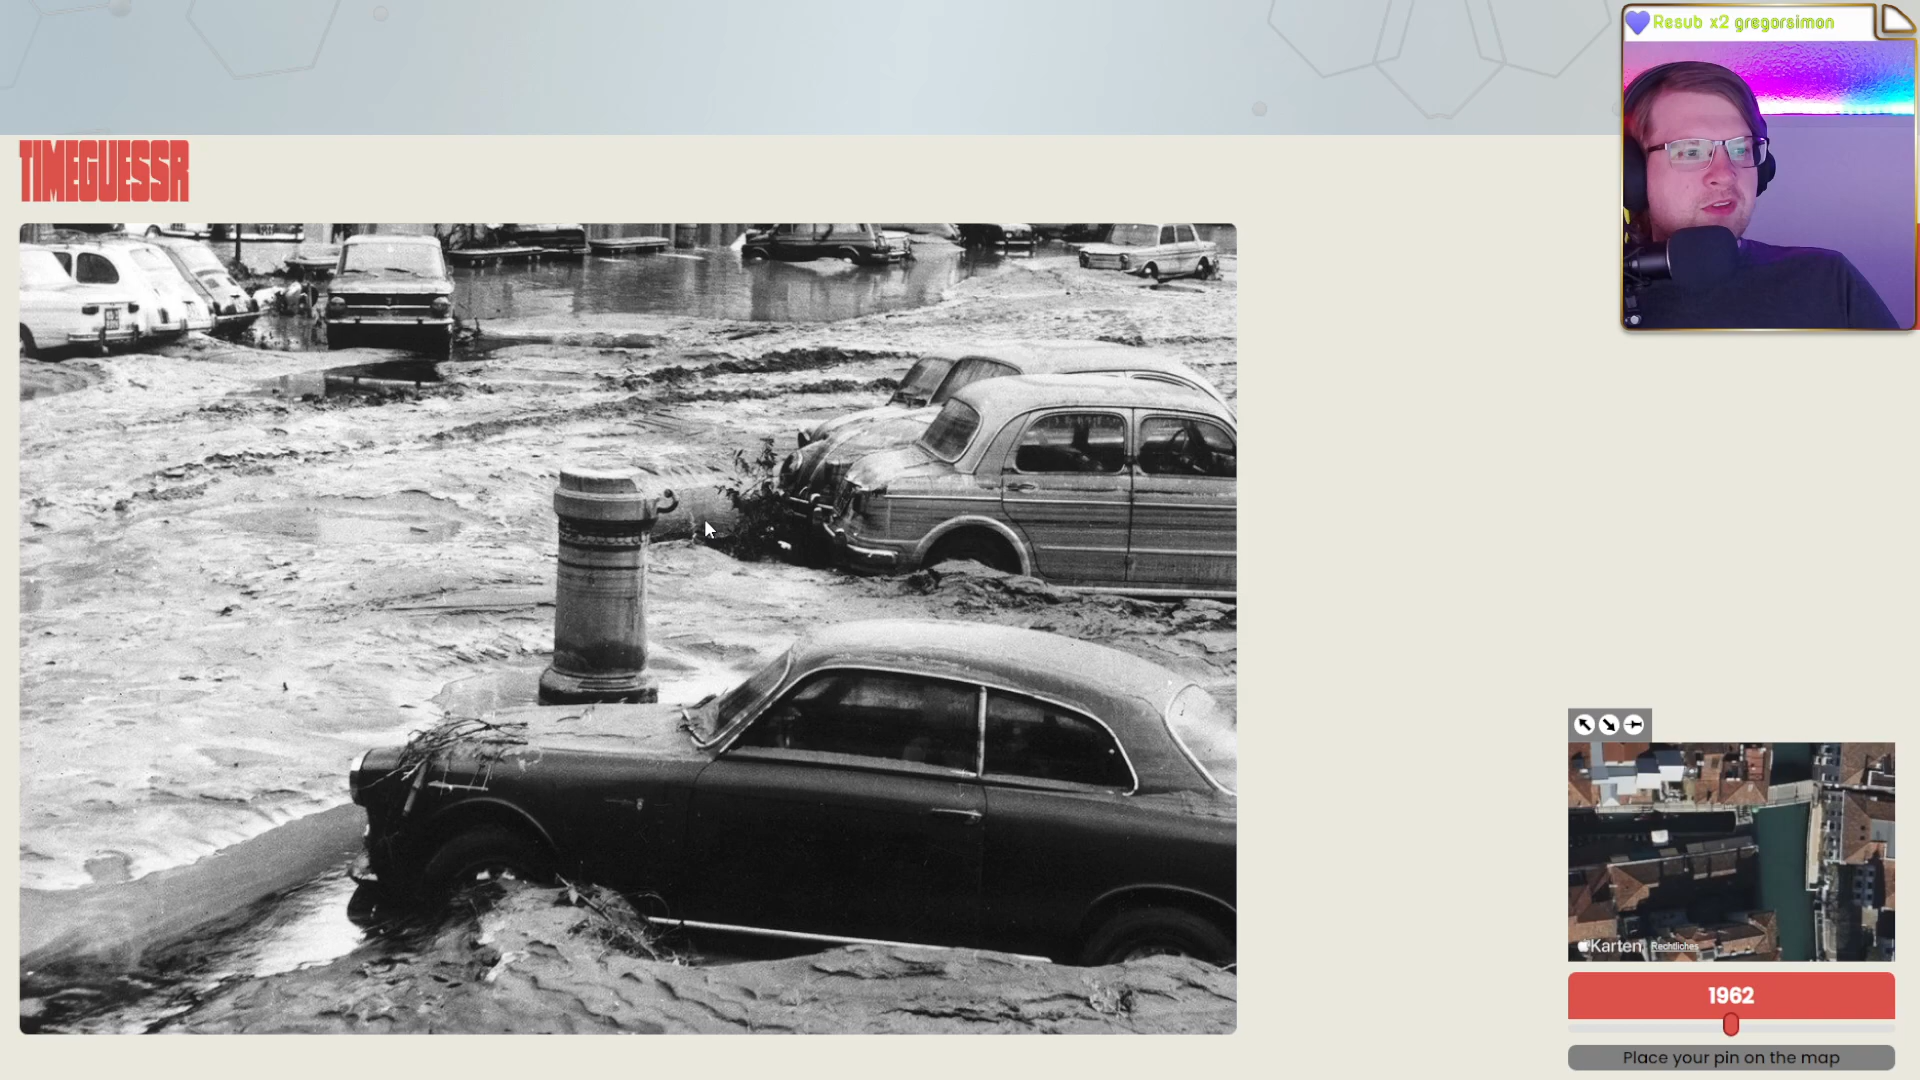 Resub x2 gregorsimon
TIMEGUESSR
Karten
Rechtliches
1962
Place your pin on the map